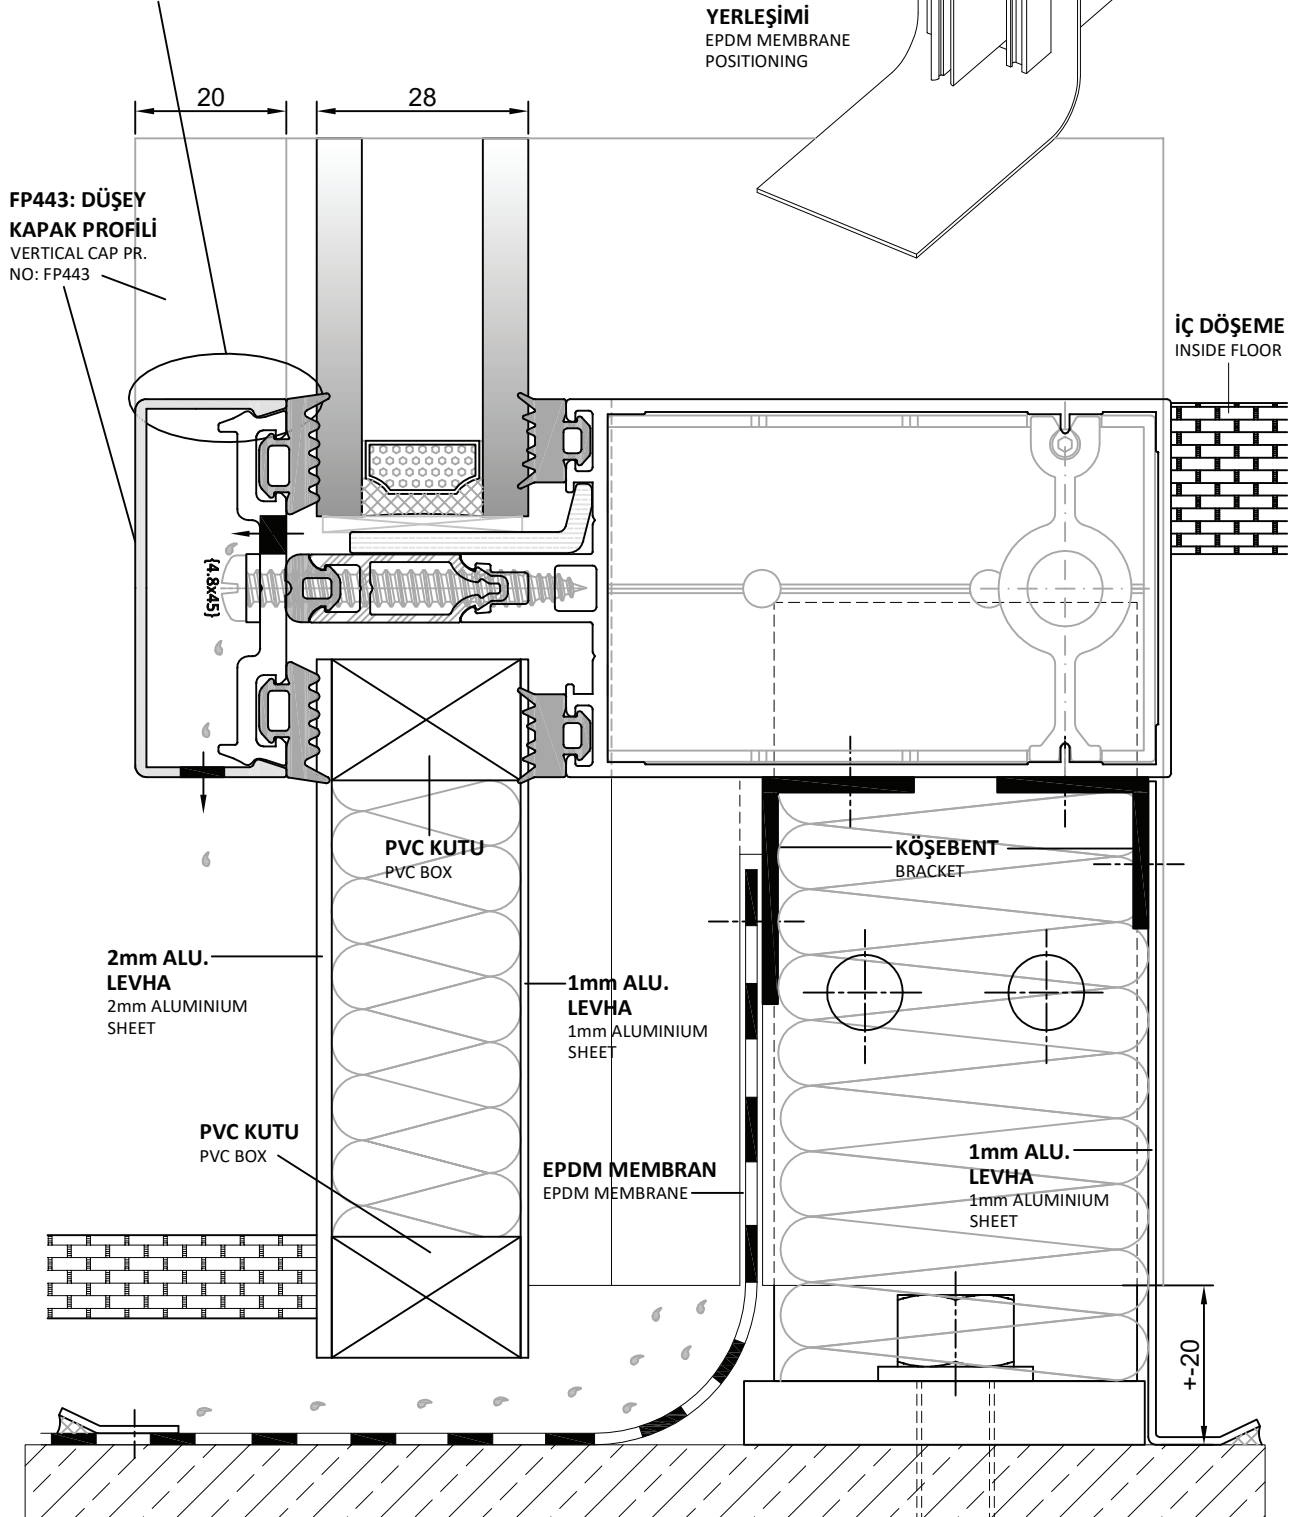 YERLEŞİMİ
EPDM MEMBRANE
POSITIONING
20
28
FP443: DÜŞEY
KAPAK PROFİLİ
VERTICAL CAP PR.
NO: FP443
İÇ DÖŞEME
INSIDE FLOOR
{4.8x45}
PVC KUTU
PVC BOX
KÖŞEBENT
BRACKET
2mm ALU.
LEVHA
2mm ALUMINIUM
SHEET
1mm ALU.
LEVHA
1mm ALUMINIUM
SHEET
PVC KUTU
PVC BOX
EPDM MEMBRAN
EPDM MEMBRANE
1mm ALU.
LEVHA
1mm ALUMINIUM
SHEET
+-20